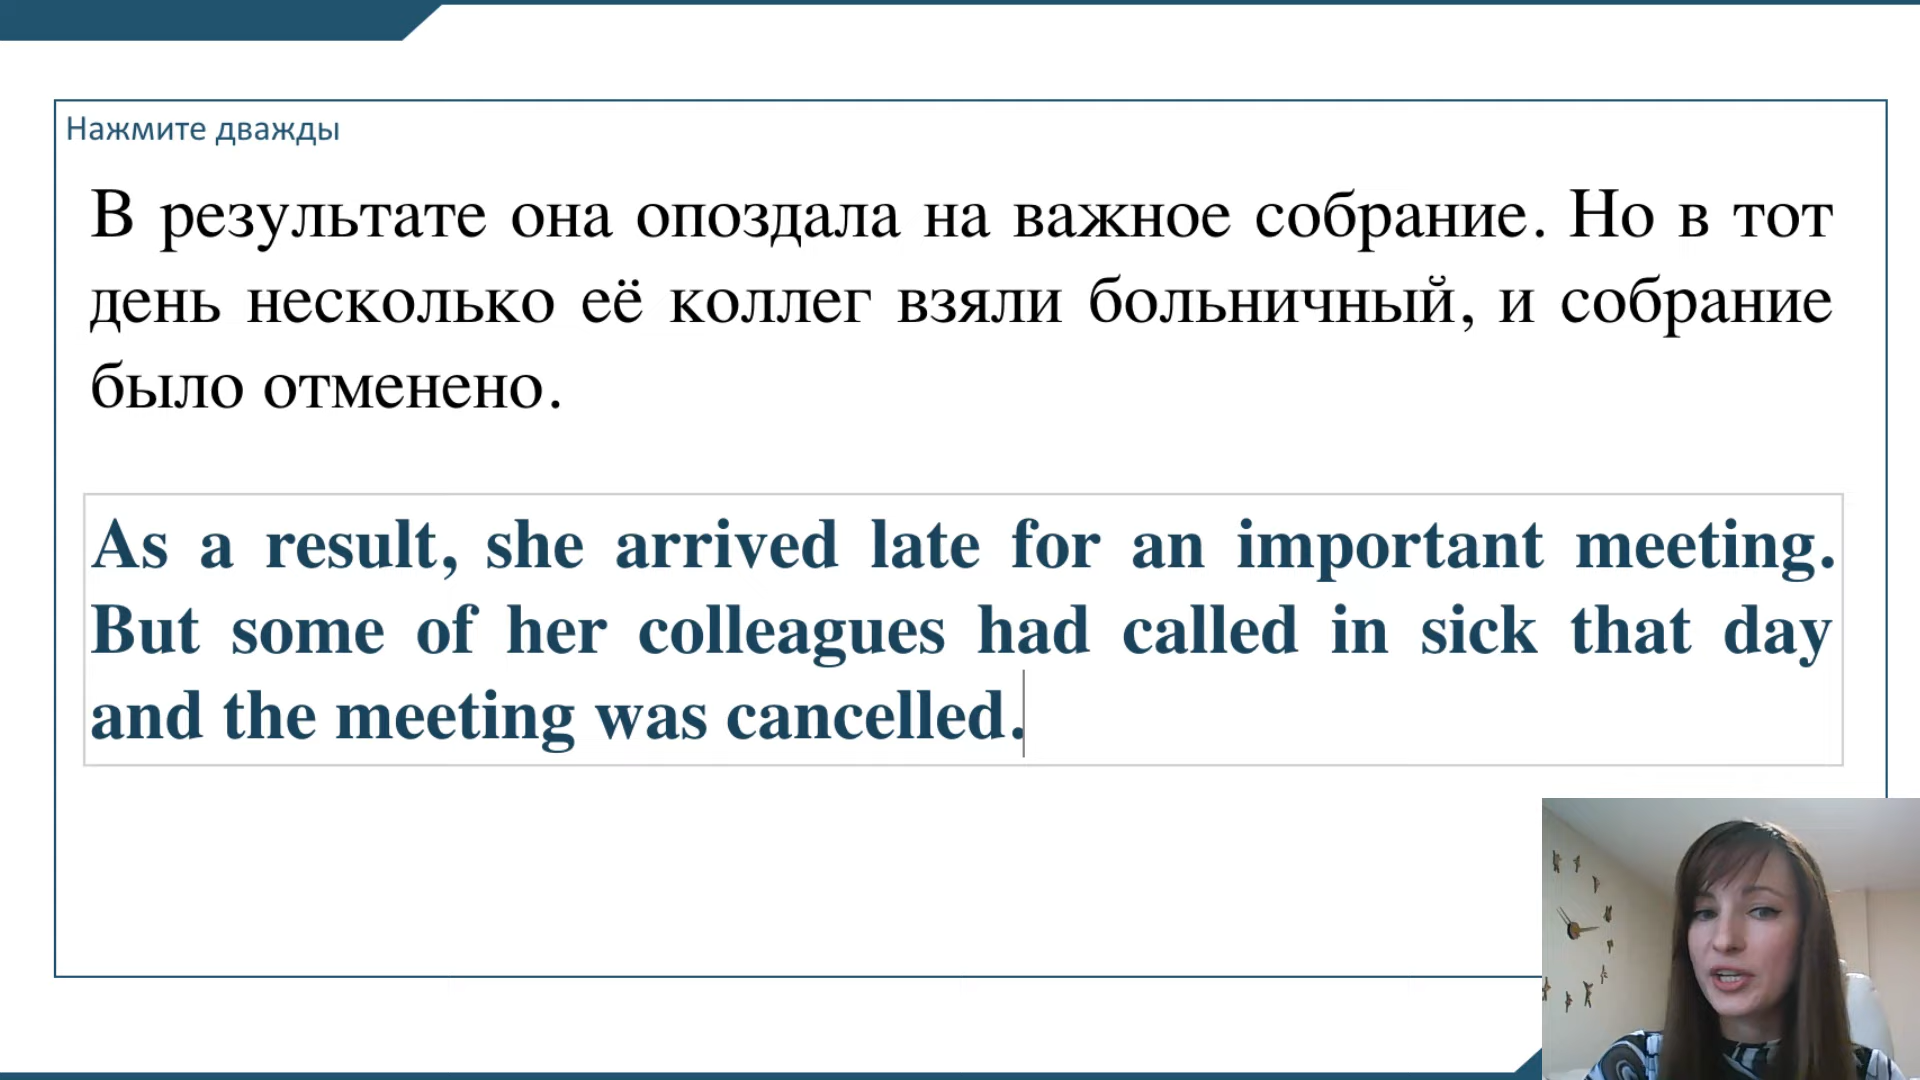 Нажмите дважды
В результате она опоздала на важное собрание. Но в тот
день несколько её коллег взяли больничный, и собрание
было отменено.
As a result, she arrived late for an important meeting.
But some of her colleagues had called in sick that day
and the meeting was cancelled.